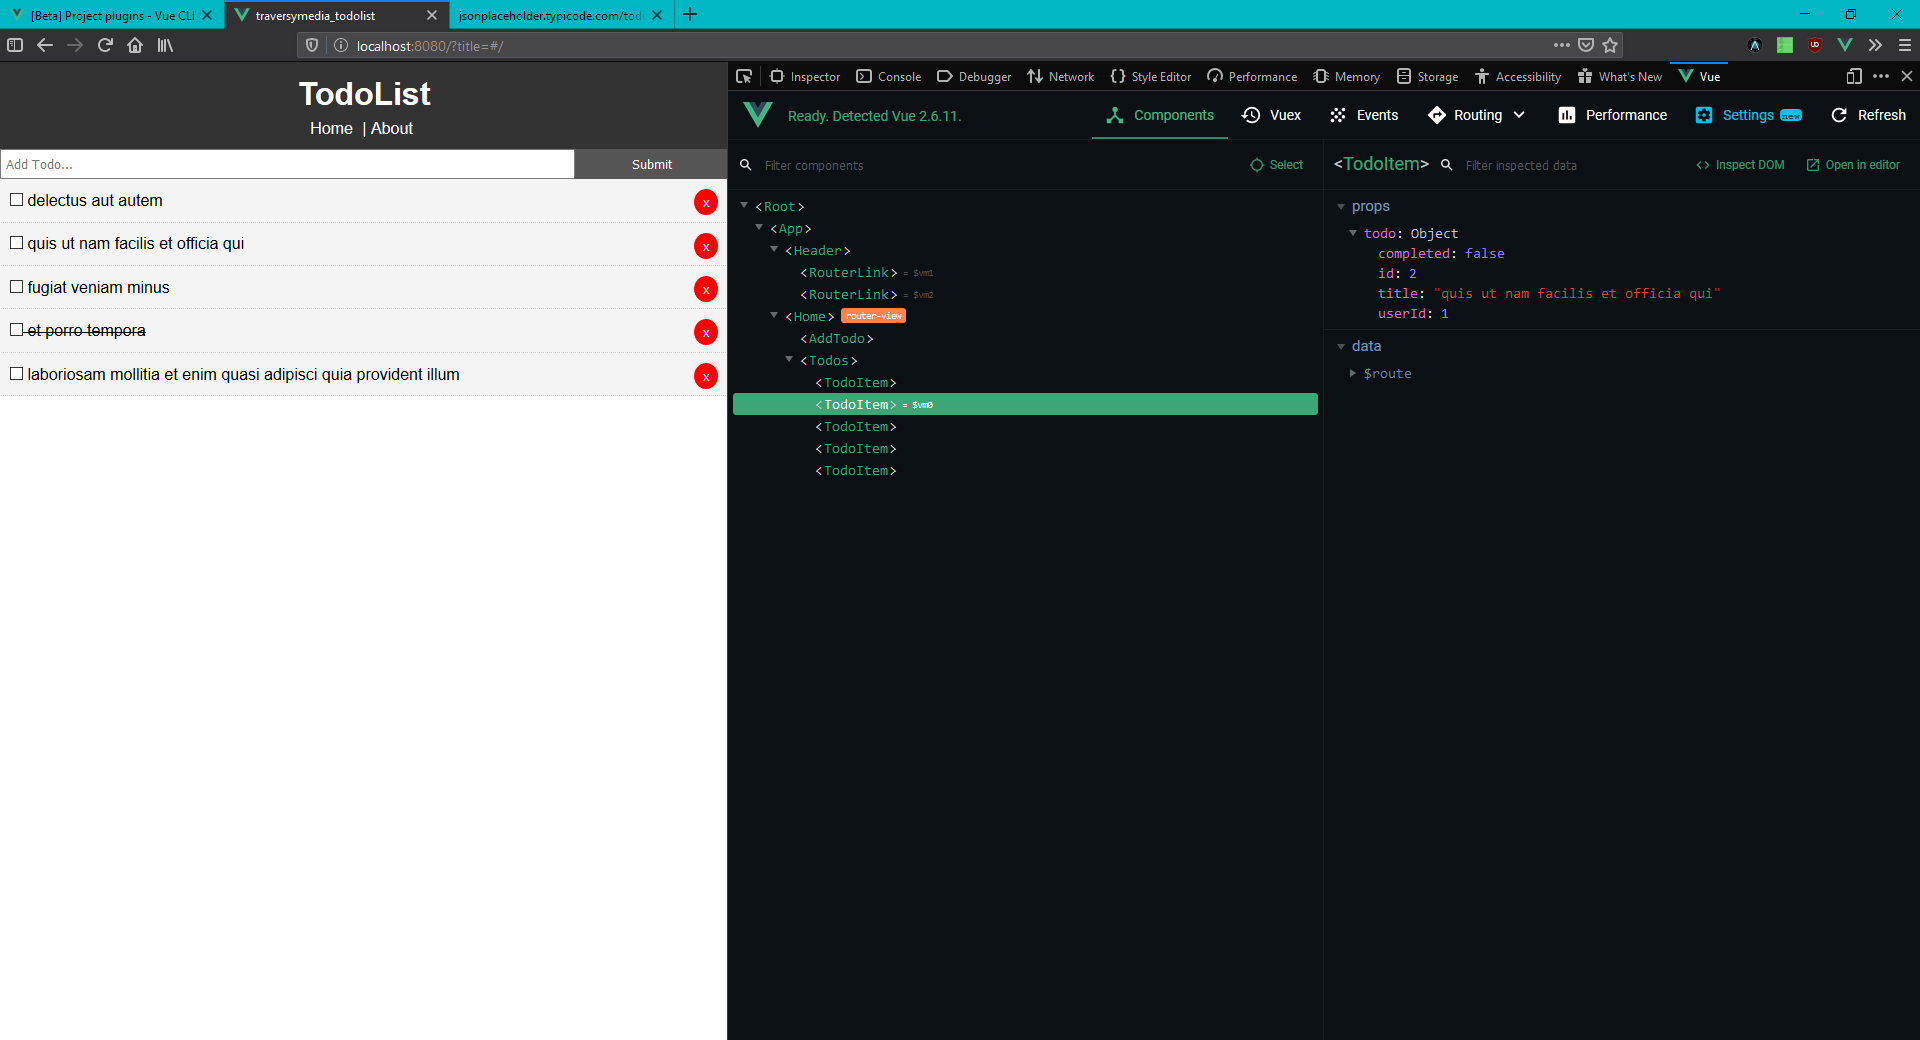 [Beta] Project plugins - Vue CLI
traversymedia_todolist
jsonplaceholder.typicode.com/todo
localhost:8080/?title=#/
TodoList
Home | About
Add Todo...
Submit
delectus aut autem
x
quis ut nam facilis et officia qui
x
fugiat veniam minus
x
et porro tempora
x
laboriosam mollitia et enim quasi adipisci quia provident illum
x
Inspector
Console
Debugger
Network
Style Editor
Performance
Memory
Storage
Accessibility
What's New
Vue
Ready. Detected Vue 2.6.11.
Components
Vuex
Events
Routing
Performance
Settings new
Refresh
Filter components
Select
<Root>
<App>
<Header>
<RouterLink> = $vm1
<RouterLink> = $vm2
<Home> router-view
<AddTodo>
<Todos>
<TodoItem>
<TodoItem> = $vm0
<TodoItem>
<TodoItem>
<TodoItem>
<TodoItem>
Filter inspected data
Inspect DOM
Open in editor
props
todo: Object
completed: false
id: 2
title: "quis ut nam facilis et officia qui"
userId: 1
data
$route